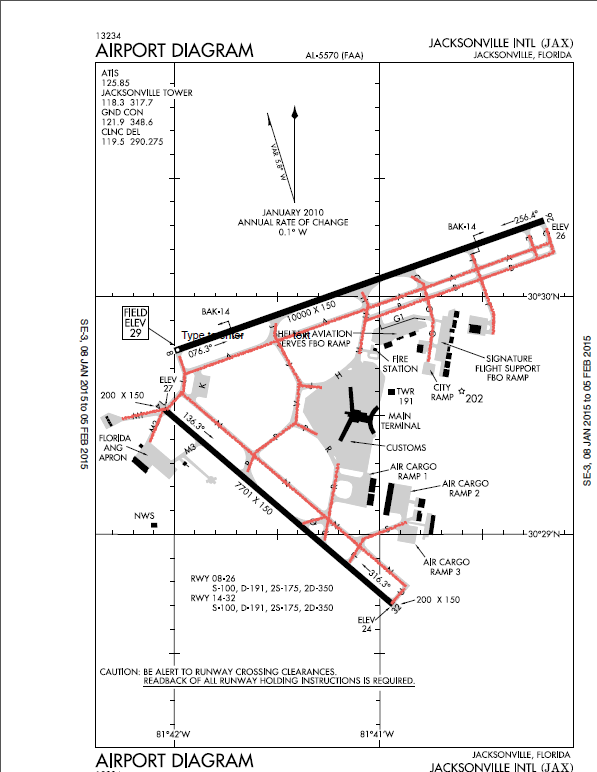 13234
AIRPORT DIAGRAM
AL-5570 (FAA)
JACKSONVILLE INTL (JAX)
JACKSONVILLE, FLORIDA
ATIS
125.85
JACKSONVILLE TOWER
118.3 317.7
GND CON
121.9 348.6
CLNC DEL
119.5 290.275
VAR 5.8° W
JANUARY 2010
ANNUAL RATE OF CHANGE
0.1° W
256.4°
26
BAK-14
ELEV
26
30°30'N
BAK-14
10000 X 150
FIELD
ELEV
29
8
076.3°
SHELTAIR AVIATION
SERVES FBO RAMP
G1
H
FIRE
STATION
SIGNATURE
FLIGHT SUPPORT
FBO RAMP
CITY
RAMP
202
TWR
191
MAIN
TERMINAL
CUSTOMS
ELEV
27
14
K
200 X 150
M1
M2
M3
136.3°
FLORIDA
ANG
APRON
P
R
7701 X 150
AIR CARGO
RAMP 1
AIR CARGO
RAMP 2
NWS
30°29'N
AIR CARGO
RAMP 3
316.3°
32
200 X 150
ELEV
24
RWY 08-26
S-100, D-191, 2S-175, 2D-350
RWY 14-32
S-100, D-191, 2S-175, 2D-350
CAUTION: BE ALERT TO RUNWAY CROSSING CLEARANCES.
READBACK OF ALL RUNWAY HOLDING INSTRUCTIONS IS REQUIRED.
81°42'W
81°41'W
SE-3, 08 JAN 2015 to 05 FEB 2015
SE-3, 08 JAN 2015 to 05 FEB 2015
AIRPORT DIAGRAM
JACKSONVILLE, FLORIDA
JACKSONVILLE INTL (JAX)